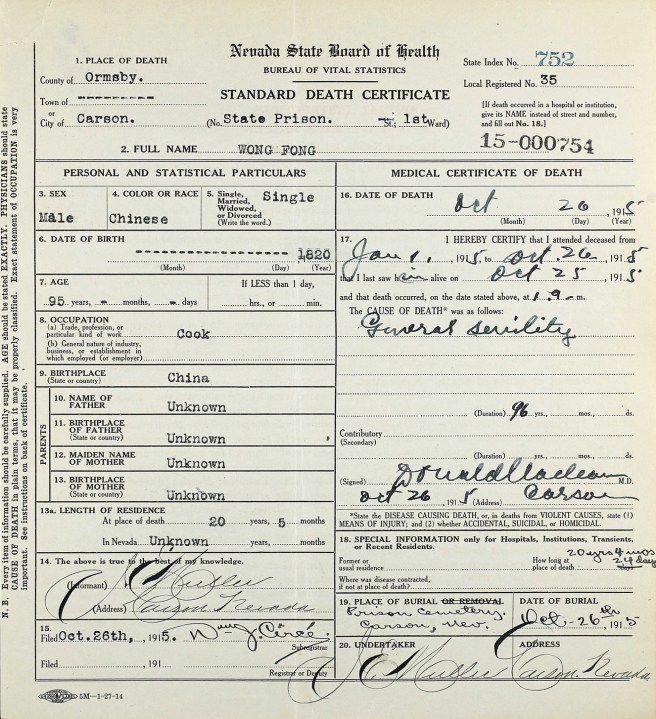 Nevada State Board of Health
BUREAU OF VITAL STATISTICS
STANDARD DEATH CERTIFICATE
State Index No. 752
Local Registered No. 35
[If death occurred in a hospital or institution,
give its NAME instead of street and number,
and fill out No. 18.]
15-000754
1. PLACE OF DEATH
County of Ormsby.
Town of ---------
or
City of Carson. (No. State Prison. St.; 1st Ward)
2. FULL NAME WONG FONG
PERSONAL AND STATISTICAL PARTICULARS
3. SEX
Male
4. COLOR OR RACE
Chinese
5. Single, Married, Widowed, or Divorced (Write the word.) Single
6. DATE OF BIRTH
1820
(Month) (Day) (Year)
7. AGE
95 years, - months, - days
If LESS than 1 day,
hrs., or min.
8. OCCUPATION
(a) Trade, profession, or
particular kind of work Cook
(b) General nature of industry,
business, or establishment in
which employed (or employer)
9. BIRTHPLACE
(State or country) China
PARENTS
10. NAME OF
FATHER Unknown
11. BIRTHPLACE
OF FATHER
(State or country) Unknown
12. MAIDEN NAME
OF MOTHER Unknown
13. BIRTHPLACE
OF MOTHER
(State or country) Unknown
13a. LENGTH OF RESIDENCE
At place of death 20 years, 5 months
In Nevada Unknown years, months
14. The above is true to the best of my knowledge.
(Informant)
(Address) Carson Nevada
15.
Filed Oct. 26th, 1915. Wm J. Circé
Subregistrar
Filed , 191
Registrar or Deputy
5M-1-27-14
MEDICAL CERTIFICATE OF DEATH
16. DATE OF DEATH
Oct 26, 1915
(Month) (Day) (Year)
17. I HEREBY CERTIFY that I attended deceased from
Jan 1, 1915, to Oct. 26, 1915
that I last saw him alive on Oct 25 1915
and that death occurred, on the date stated above, at 1 9 m.
The CAUSE OF DEATH* was as follows:
General senility
(Duration) 96 yrs., mos., ds.
Contributory
(Secondary)
(Duration) yrs., mos., ds.
(Signed) Donald Maclean M.D.
Oct 26 1915 (Address) Carson
*State the DISEASE CAUSING DEATH, or, in deaths from VIOLENT CAUSES, state (1)
MEANS OF INJURY; and (2) whether ACCIDENTAL, SUICIDAL, or HOMICIDAL.
18. SPECIAL INFORMATION only for Hospitals, Institutions, Transients,
or Recent Residents.
20 yrs 4 mos
Former or
usual residence
How long at
place of death 24 days
Where was disease contracted,
if not at place of death?
19. PLACE OF BURIAL OR REMOVAL
Prison Cemetery,
Carson, Nev.
DATE OF BURIAL
Oct-26th 1915
20. UNDERTAKER
ADDRESS
Carson. Nevada
N. B. Every item of information should be carefully supplied. AGE should be stated EXACTLY. PHYSICIANS should state
CAUSE OF DEATH in plain terms, that it may be properly classified. Exact statement of OCCUPATION is very
important. See instructions on back of certificate.